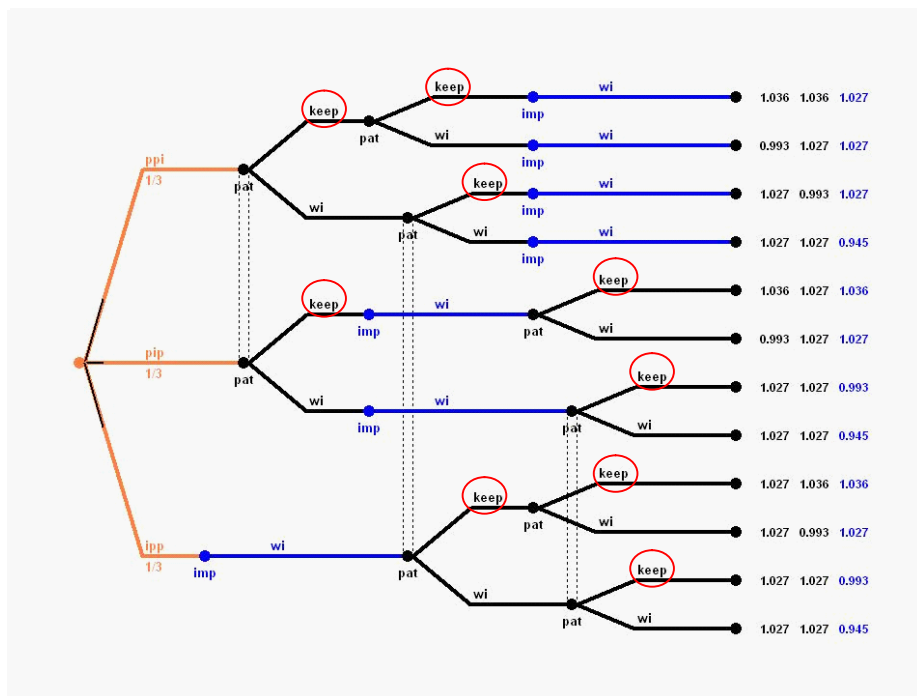 keep
wi
1.036 1.036 1.027
keep
imp
pat
wi
0.993 1.027 1.027
imp
ppi
1/3
pat
keep
wi
1.027 0.993 1.027
imp
wi
pat
wi
wi
1.027 1.027 0.945
imp
keep
1.036 1.027 1.036
keep
wi
imp
pat
wi
0.993 1.027 1.027
pip
1/3
pat
keep
1.027 1.027 0.993
wi
wi
imp
pat
wi
1.027 1.027 0.945
keep
1.027 1.036 1.036
keep
pat
wi
1.027 0.993 1.027
ipp
1/3
wi
imp
pat
keep
1.027 1.027 0.993
wi
pat
wi
1.027 1.027 0.945